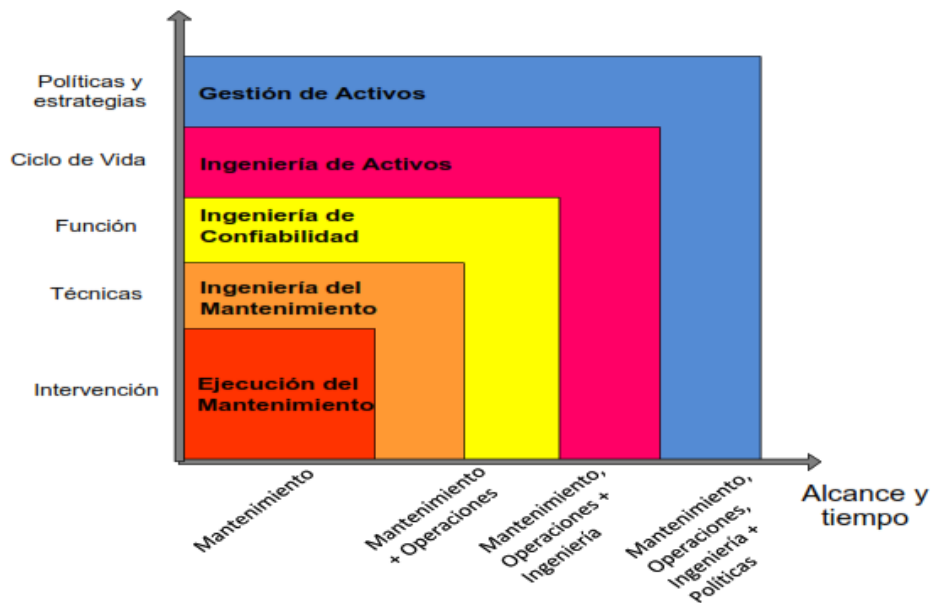 Políticas y
estrategias
Gestión de Activos
Ciclo de Vida
Ingeniería de Activos
Función
Ingeniería de
Confiabilidad
Técnicas
Ingeniería del
Mantenimiento
Intervención
Ejecución del
Mantenimiento
Mantenimiento
Mantenimiento
+ Operaciones
Mantenimiento,
Operaciones +
Ingeniería
Mantenimiento,
Operaciones,
Ingeniería +
Políticas
Alcance y
tiempo